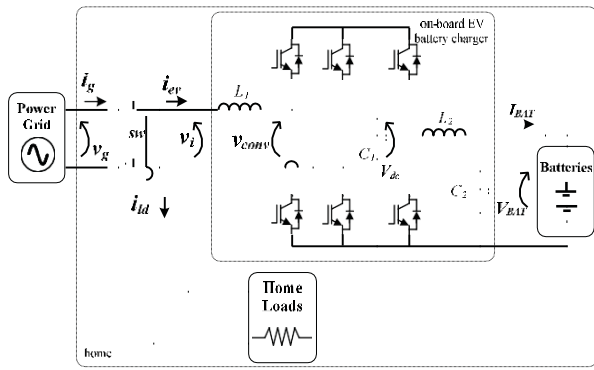 on-board EV
battery charger
i_g
i_ev
L_1
Power
Grid
v_g
sw
v_i
v_conv
C_1
V_dc
L_2
I_BAT
Batteries
C_2
V_BAT
i_ld
Home
Loads
home